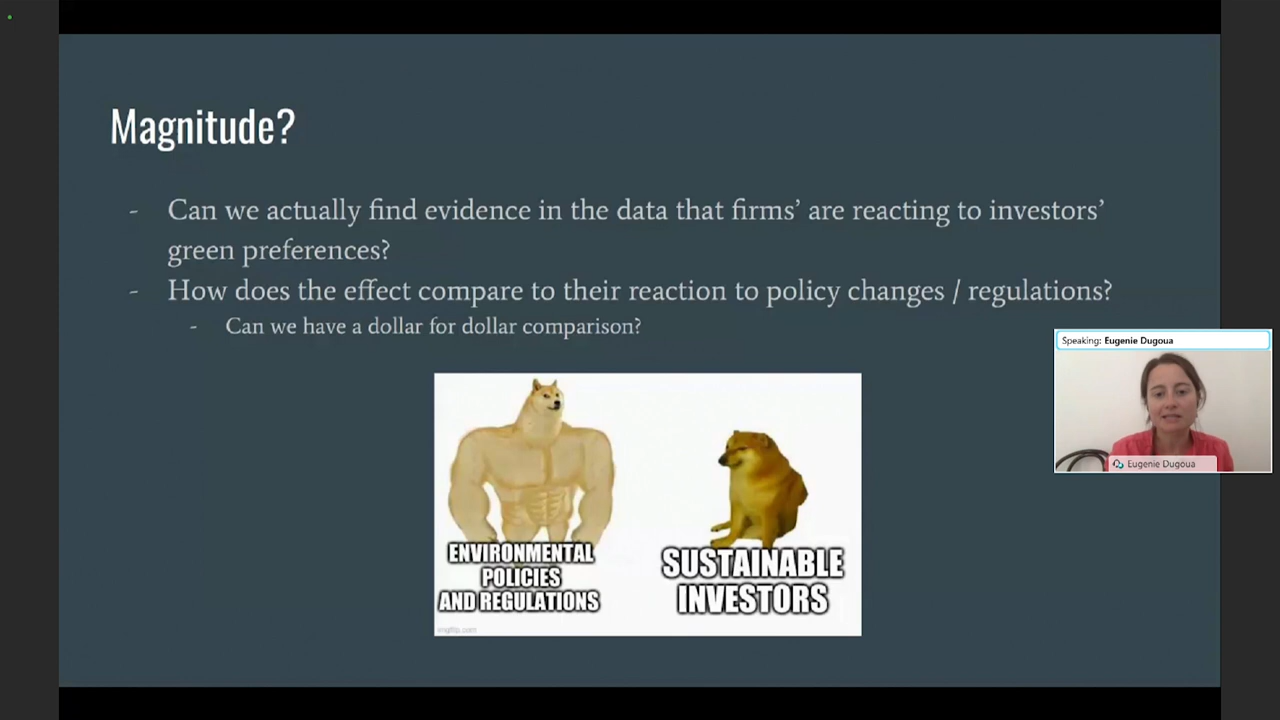 Magnitude?
- Can we actually find evidence in the data that firms’ are reacting to investors’
green preferences?
- How does the effect compare to their reaction to policy changes / regulations?
- Can we have a dollar for dollar comparison?
Speaking: Eugenie Dugoua
Eugenie Dugoua
ENVIRONMENTAL
POLICIES
AND REGULATIONS
SUSTAINABLE
INVESTORS
imgflip.com